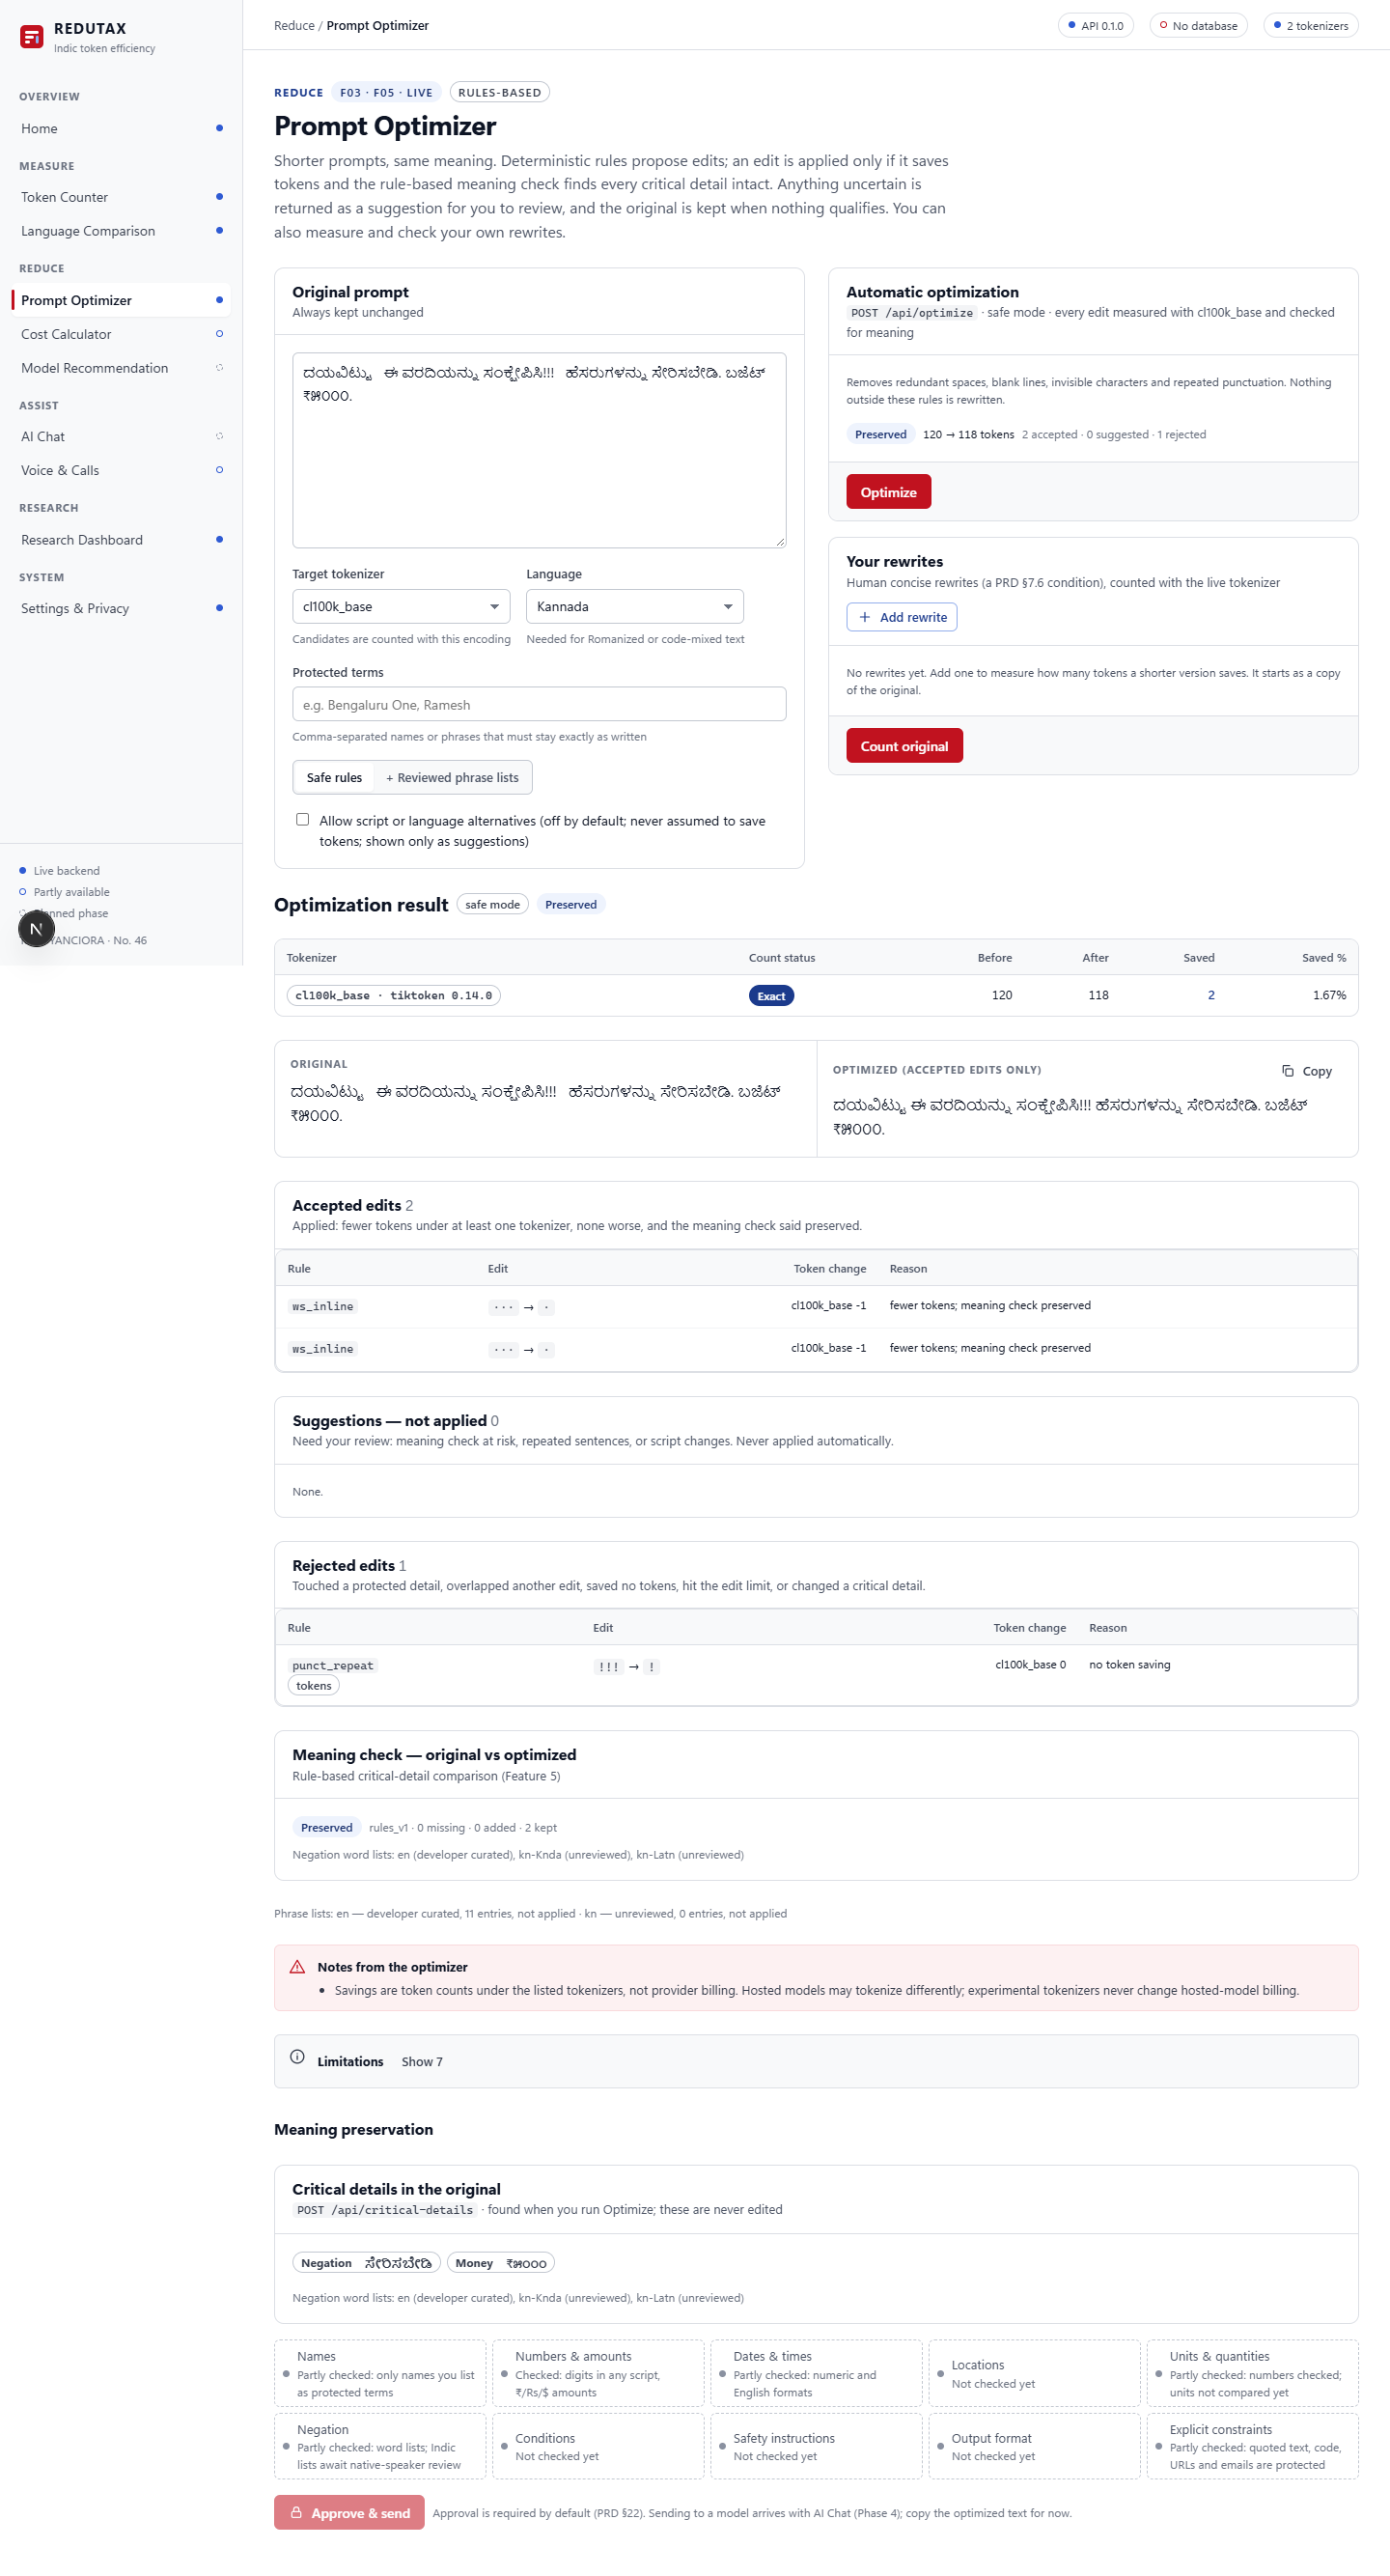 REDUTAX
Indic token efficiency
OVERVIEW
Home
MEASURE
Token Counter
Language Comparison
REDUCE
Prompt Optimizer
Cost Calculator
Model Recommendation
ASSIST
AI Chat
Voice & Calls
RESEARCH
Research Dashboard
SYSTEM
Settings & Privacy
Live backend
Partly available
nned phase
N
YANCIORA · No. 46
Reduce / Prompt Optimizer
API 0.1.0
No database
2 tokenizers
REDUCE F03 · F05 · LIVE RULES-BASED
Prompt Optimizer
Shorter prompts, same meaning. Deterministic rules propose edits; an edit is applied only if it saves
tokens and the rule-based meaning check finds every critical detail intact. Anything uncertain is
returned as a suggestion for you to review, and the original is kept when nothing qualifies. You can
also measure and check your own rewrites.
Original prompt
Always kept unchanged
ದಯವಿಟ್ಟು   ಈ ವರದಿಯನ್ನು ಸಂಕ್ಷೇಪಿಸಿ!!!   ಹೆಸರುಗಳನ್ನು ಸೇರಿಸಬೇಡಿ. ಬಜೆಟ್
₹೫೦೦೦.
Target tokenizer
Language
cl100k_base
Kannada
Candidates are counted with this encoding
Needed for Romanized or code-mixed text
Protected terms
e.g. Bengaluru One, Ramesh
Comma-separated names or phrases that must stay exactly as written
Safe rules
+ Reviewed phrase lists
Allow script or language alternatives (off by default; never assumed to save
tokens; shown only as suggestions)
Automatic optimization
POST /api/optimize · safe mode · every edit measured with cl100k_base and checked
for meaning
Removes redundant spaces, blank lines, invisible characters and repeated punctuation. Nothing
outside these rules is rewritten.
Preserved 120 → 118 tokens 2 accepted · 0 suggested · 1 rejected
Optimize
Your rewrites
Human concise rewrites (a PRD §7.6 condition), counted with the live tokenizer
+ Add rewrite
No rewrites yet. Add one to measure how many tokens a shorter version saves. It starts as a copy
of the original.
Count original
Optimization result safe mode Preserved
Tokenizer Count status Before After Saved Saved %
cl100k_base · tiktoken 0.14.0 Exact 120 118 2 1.67%
ORIGINAL
ದಯವಿಟ್ಟು   ಈ ವರದಿಯನ್ನು ಸಂಕ್ಷೇಪಿಸಿ!!!   ಹೆಸರುಗಳನ್ನು ಸೇರಿಸಬೇಡಿ. ಬಜೆಟ್
₹೫೦೦೦.
OPTIMIZED (ACCEPTED EDITS ONLY)
Copy
ದಯವಿಟ್ಟು ಈ ವರದಿಯನ್ನು ಸಂಕ್ಷೇಪಿಸಿ!!! ಹೆಸರುಗಳನ್ನು ಸೇರಿಸಬೇಡಿ. ಬಜೆಟ್
₹೫೦೦೦.
Accepted edits 2
Applied: fewer tokens under at least one tokenizer, none worse, and the meaning check said preserved.
Rule Edit Token change Reason
ws_inline ··· → · cl100k_base -1 fewer tokens; meaning check preserved
ws_inline ··· → · cl100k_base -1 fewer tokens; meaning check preserved
Suggestions — not applied 0
Need your review: meaning check at risk, repeated sentences, or script changes. Never applied automatically.
None.
Rejected edits 1
Touched a protected detail, overlapped another edit, saved no tokens, hit the edit limit, or changed a critical detail.
Rule Edit Token change Reason
punct_repeat !!! → ! cl100k_base 0 no token saving
tokens
Meaning check — original vs optimized
Rule-based critical-detail comparison (Feature 5)
Preserved rules_v1 · 0 missing · 0 added · 2 kept
Negation word lists: en (developer curated), kn-Knda (unreviewed), kn-Latn (unreviewed)
Phrase lists: en — developer curated, 11 entries, not applied · kn — unreviewed, 0 entries, not applied
Notes from the optimizer
• Savings are token counts under the listed tokenizers, not provider billing. Hosted models may tokenize differently; experimental tokenizers never change hosted-model billing.
Limitations Show 7
Meaning preservation
Critical details in the original
POST /api/critical-details · found when you run Optimize; these are never edited
Negation ಸೇರಿಸಬೇಡಿ Money ₹೫೦೦೦
Negation word lists: en (developer curated), kn-Knda (unreviewed), kn-Latn (unreviewed)
Names
Partly checked: only names you list
as protected terms
Numbers & amounts
Checked: digits in any script,
₹/Rs/$ amounts
Dates & times
Partly checked: numeric and
English formats
Locations
Not checked yet
Units & quantities
Partly checked: numbers checked;
units not compared yet
Negation
Partly checked: word lists; Indic
lists await native-speaker review
Conditions
Not checked yet
Safety instructions
Not checked yet
Output format
Not checked yet
Explicit constraints
Partly checked: quoted text, code,
URLs and emails are protected
Approve & send
Approval is required by default (PRD §22). Sending to a model arrives with AI Chat (Phase 4); copy the optimized text for now.